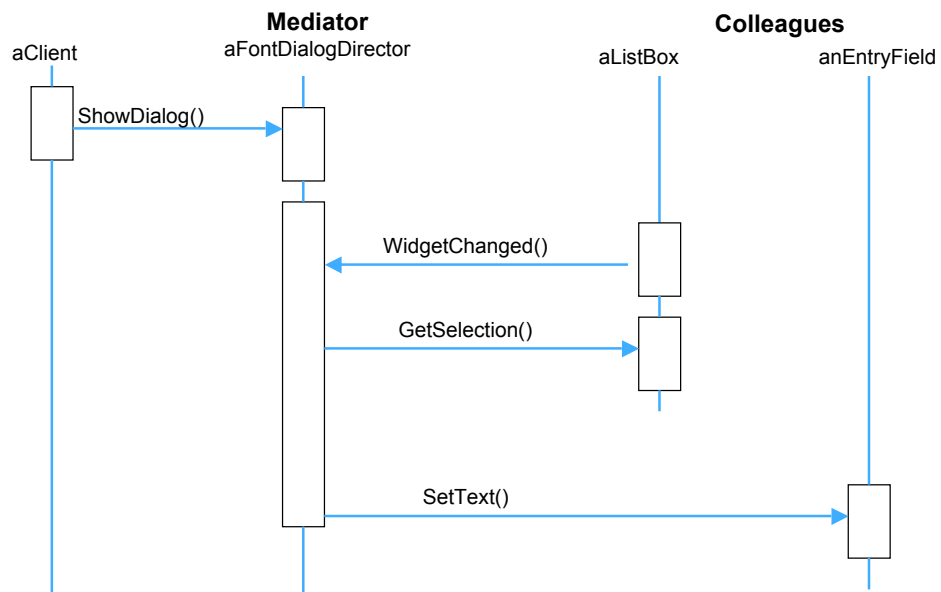 Mediator
Colleagues
aClient
aFontDialogDirector
aListBox
anEntryField
ShowDialog()
WidgetChanged()
GetSelection()
SetText()